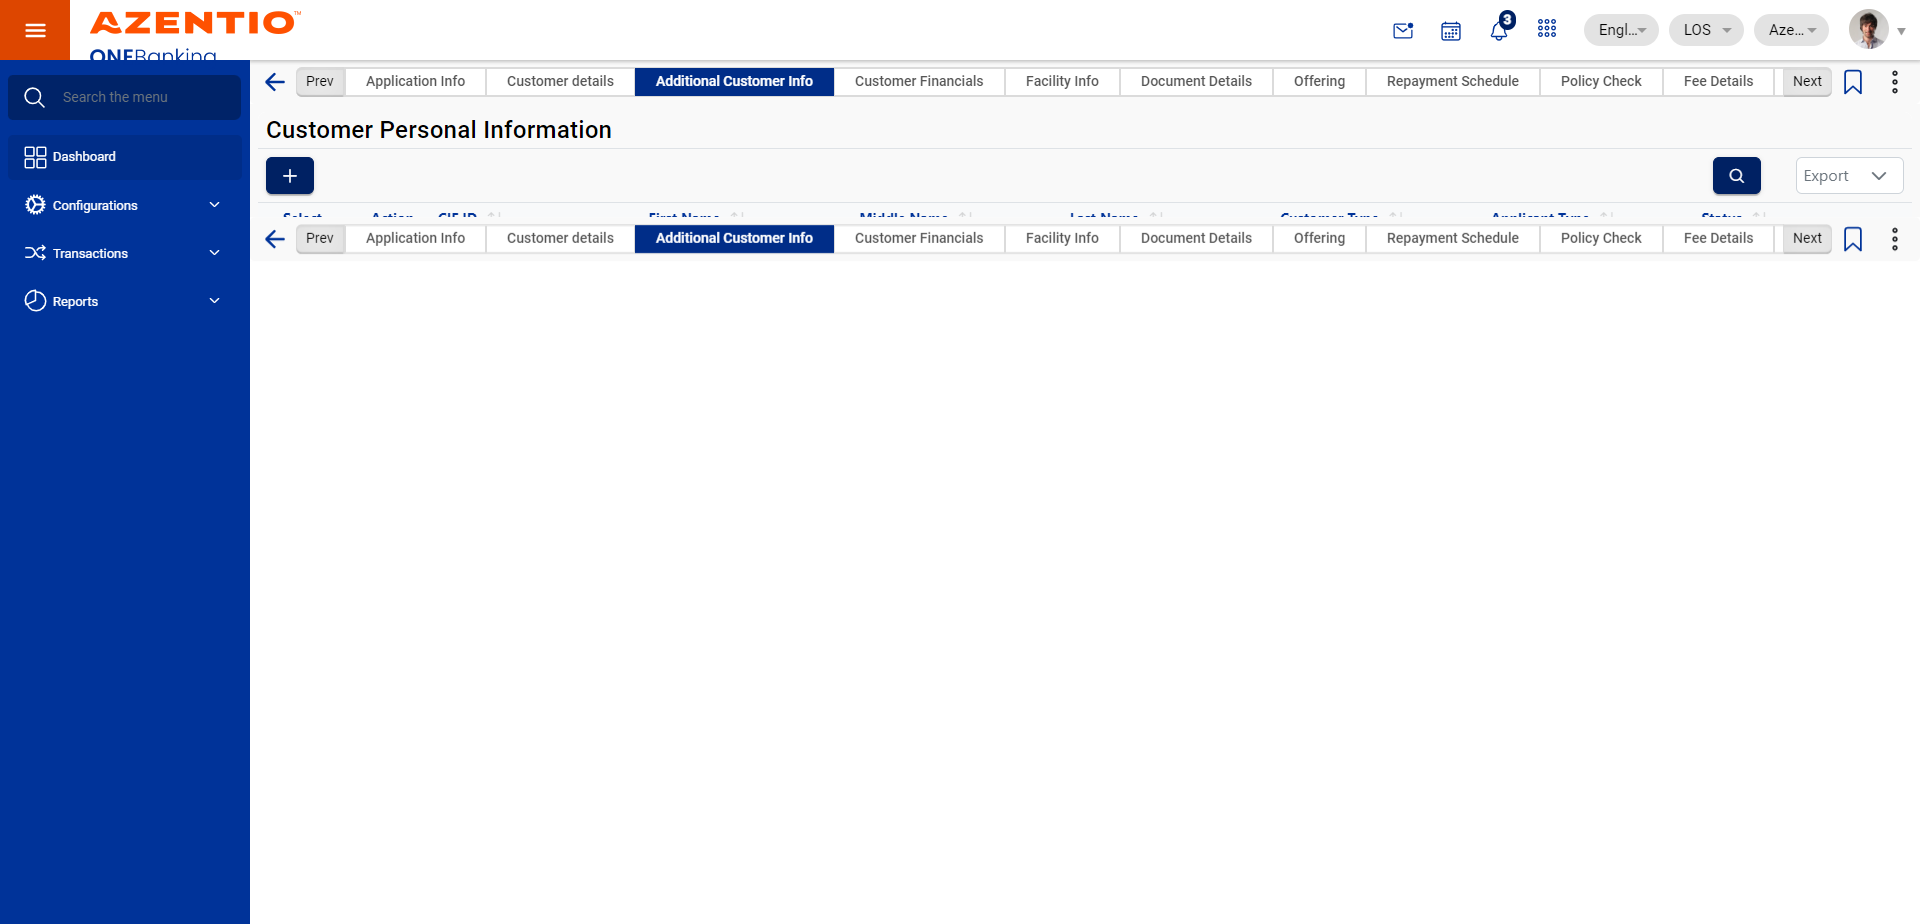 AZENTIO™
ONEBanking
3
Engl...
LOS
Aze...
Search the menu
Dashboard
Configurations
Transactions
Reports
Prev
Application Info
Customer details
Additional Customer Info
Customer Financials
Facility Info
Document Details
Offering
Repayment Schedule
Policy Check
Fee Details
Next
Customer Personal Information
+
Export
Select
Action
CIF ID
First Name
Middle Name
Last Name
Customer Type
Applicant Type
Status
Prev
Application Info
Customer details
Additional Customer Info
Customer Financials
Facility Info
Document Details
Offering
Repayment Schedule
Policy Check
Fee Details
Next